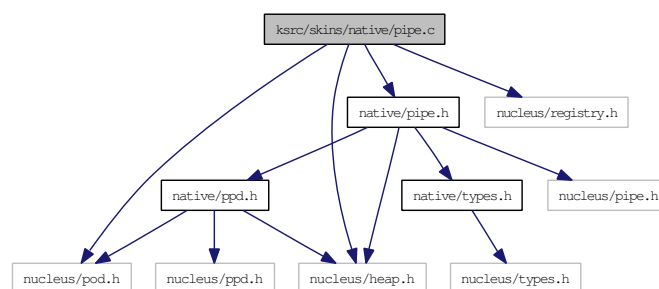 ksrc/skins/native/pipe.c
native/pipe.h
nucleus/registry.h
native/ppd.h
native/types.h
nucleus/pipe.h
nucleus/pod.h
nucleus/ppd.h
nucleus/heap.h
nucleus/types.h